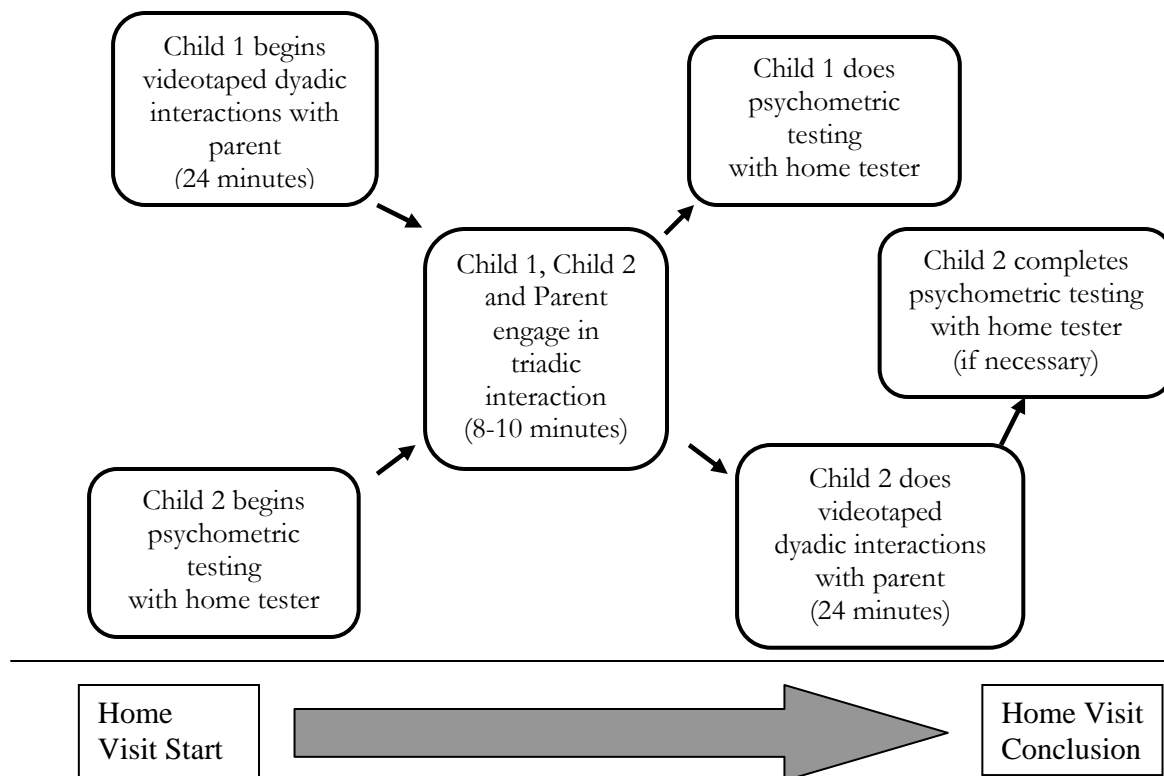 Child 1 begins
videotaped dyadic
interactions with
parent
(24 minutes)
Child 1 does
psychometric
testing
with home tester
Child 1, Child 2
and Parent
engage in
triadic
interaction
(8-10 minutes)
Child 2 completes
psychometric testing
with home tester
(if necessary)
Child 2 begins
psychometric
testing
with home tester
Child 2 does
videotaped
dyadic interactions
with parent
(24 minutes)
Home
Visit Start
Home Visit
Conclusion